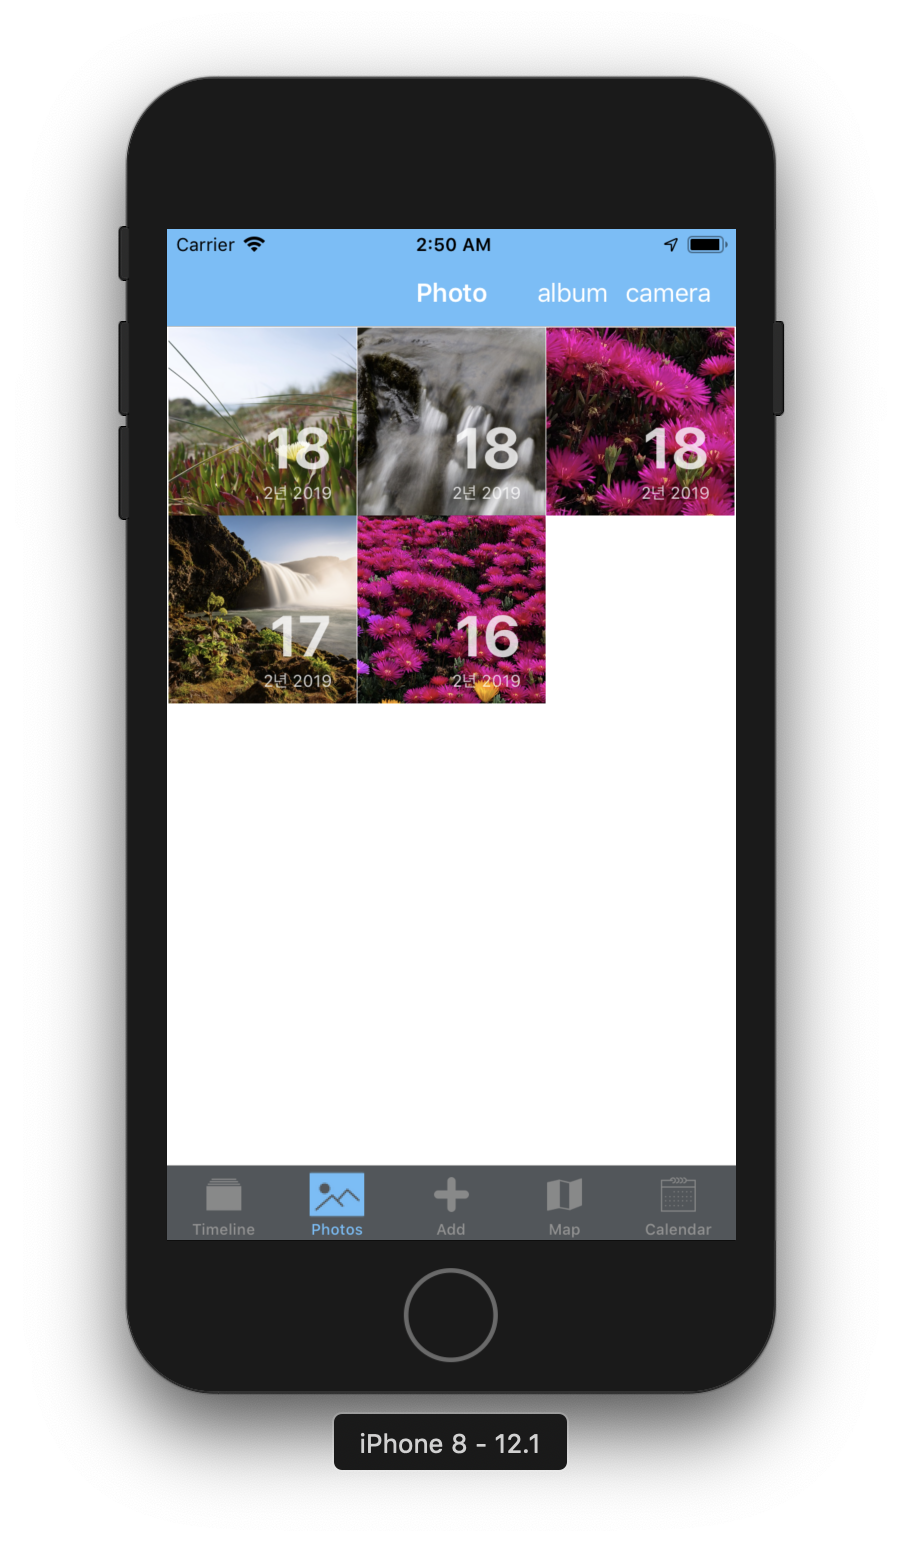 Carrier 2:50 AM
Photo album camera
18 18 18
2년 2019 2년 2019 2년 2019
17 16
2년 2019 2년 2019
Timeline Photos Add Map Calendar
iPhone 8 - 12.1